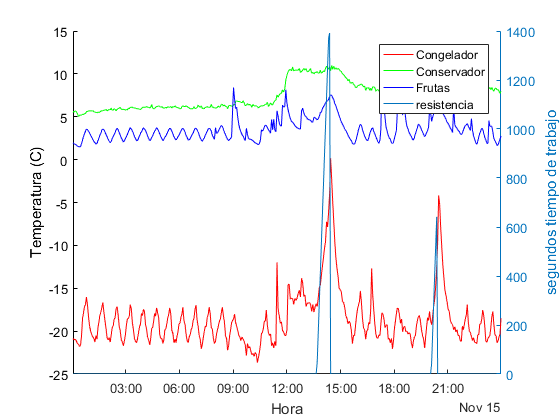 15
10
5
0
-5
-10
-15
-20
-25
Temperatura (C)
03:00 06:00 09:00 12:00 15:00 18:00 21:00
Hora
Nov 15
1400
1200
1000
800
600
400
200
0
segundos tiempo de trabajo
Congelador
Conservador
Frutas
resistencia